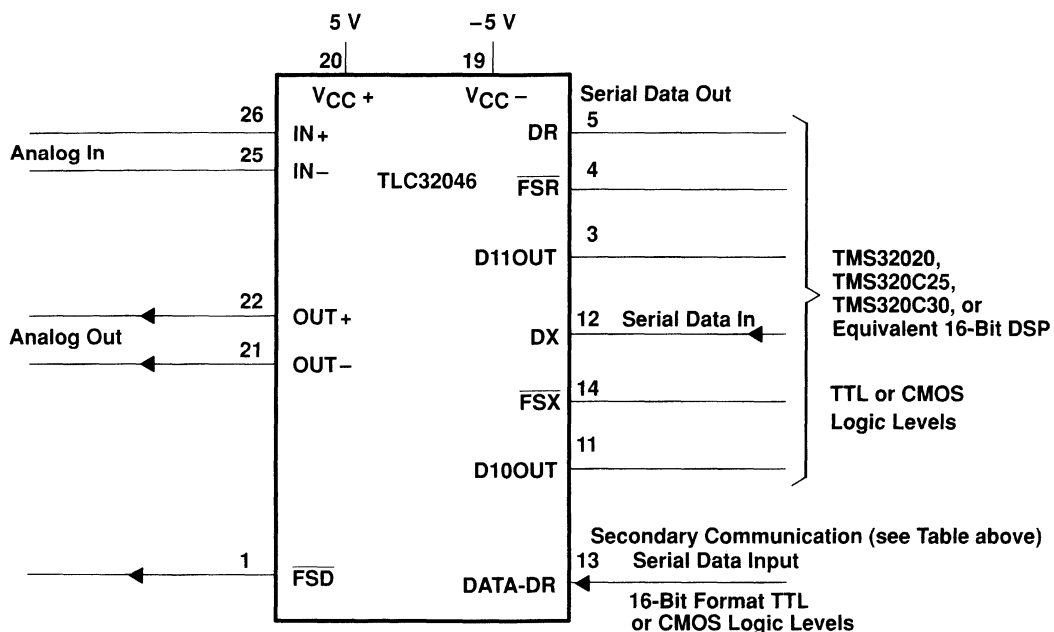 5 V
–5 V
20
19
VCC +
VCC –
Serial Data Out
26
IN+
DR
5
Analog In
25
IN–
TLC32046
FSR
4
D11OUT
3
TMS32020,
TMS320C25,
TMS320C30, or
Equivalent 16-Bit DSP
22
OUT+
DX
12
Serial Data In
Analog Out
21
OUT–
FSX
14
TTL or CMOS
Logic Levels
D10OUT
11
Secondary Communication (see Table above)
1
FSD
DATA-DR
13
Serial Data Input
16-Bit Format TTL
or CMOS Logic Levels